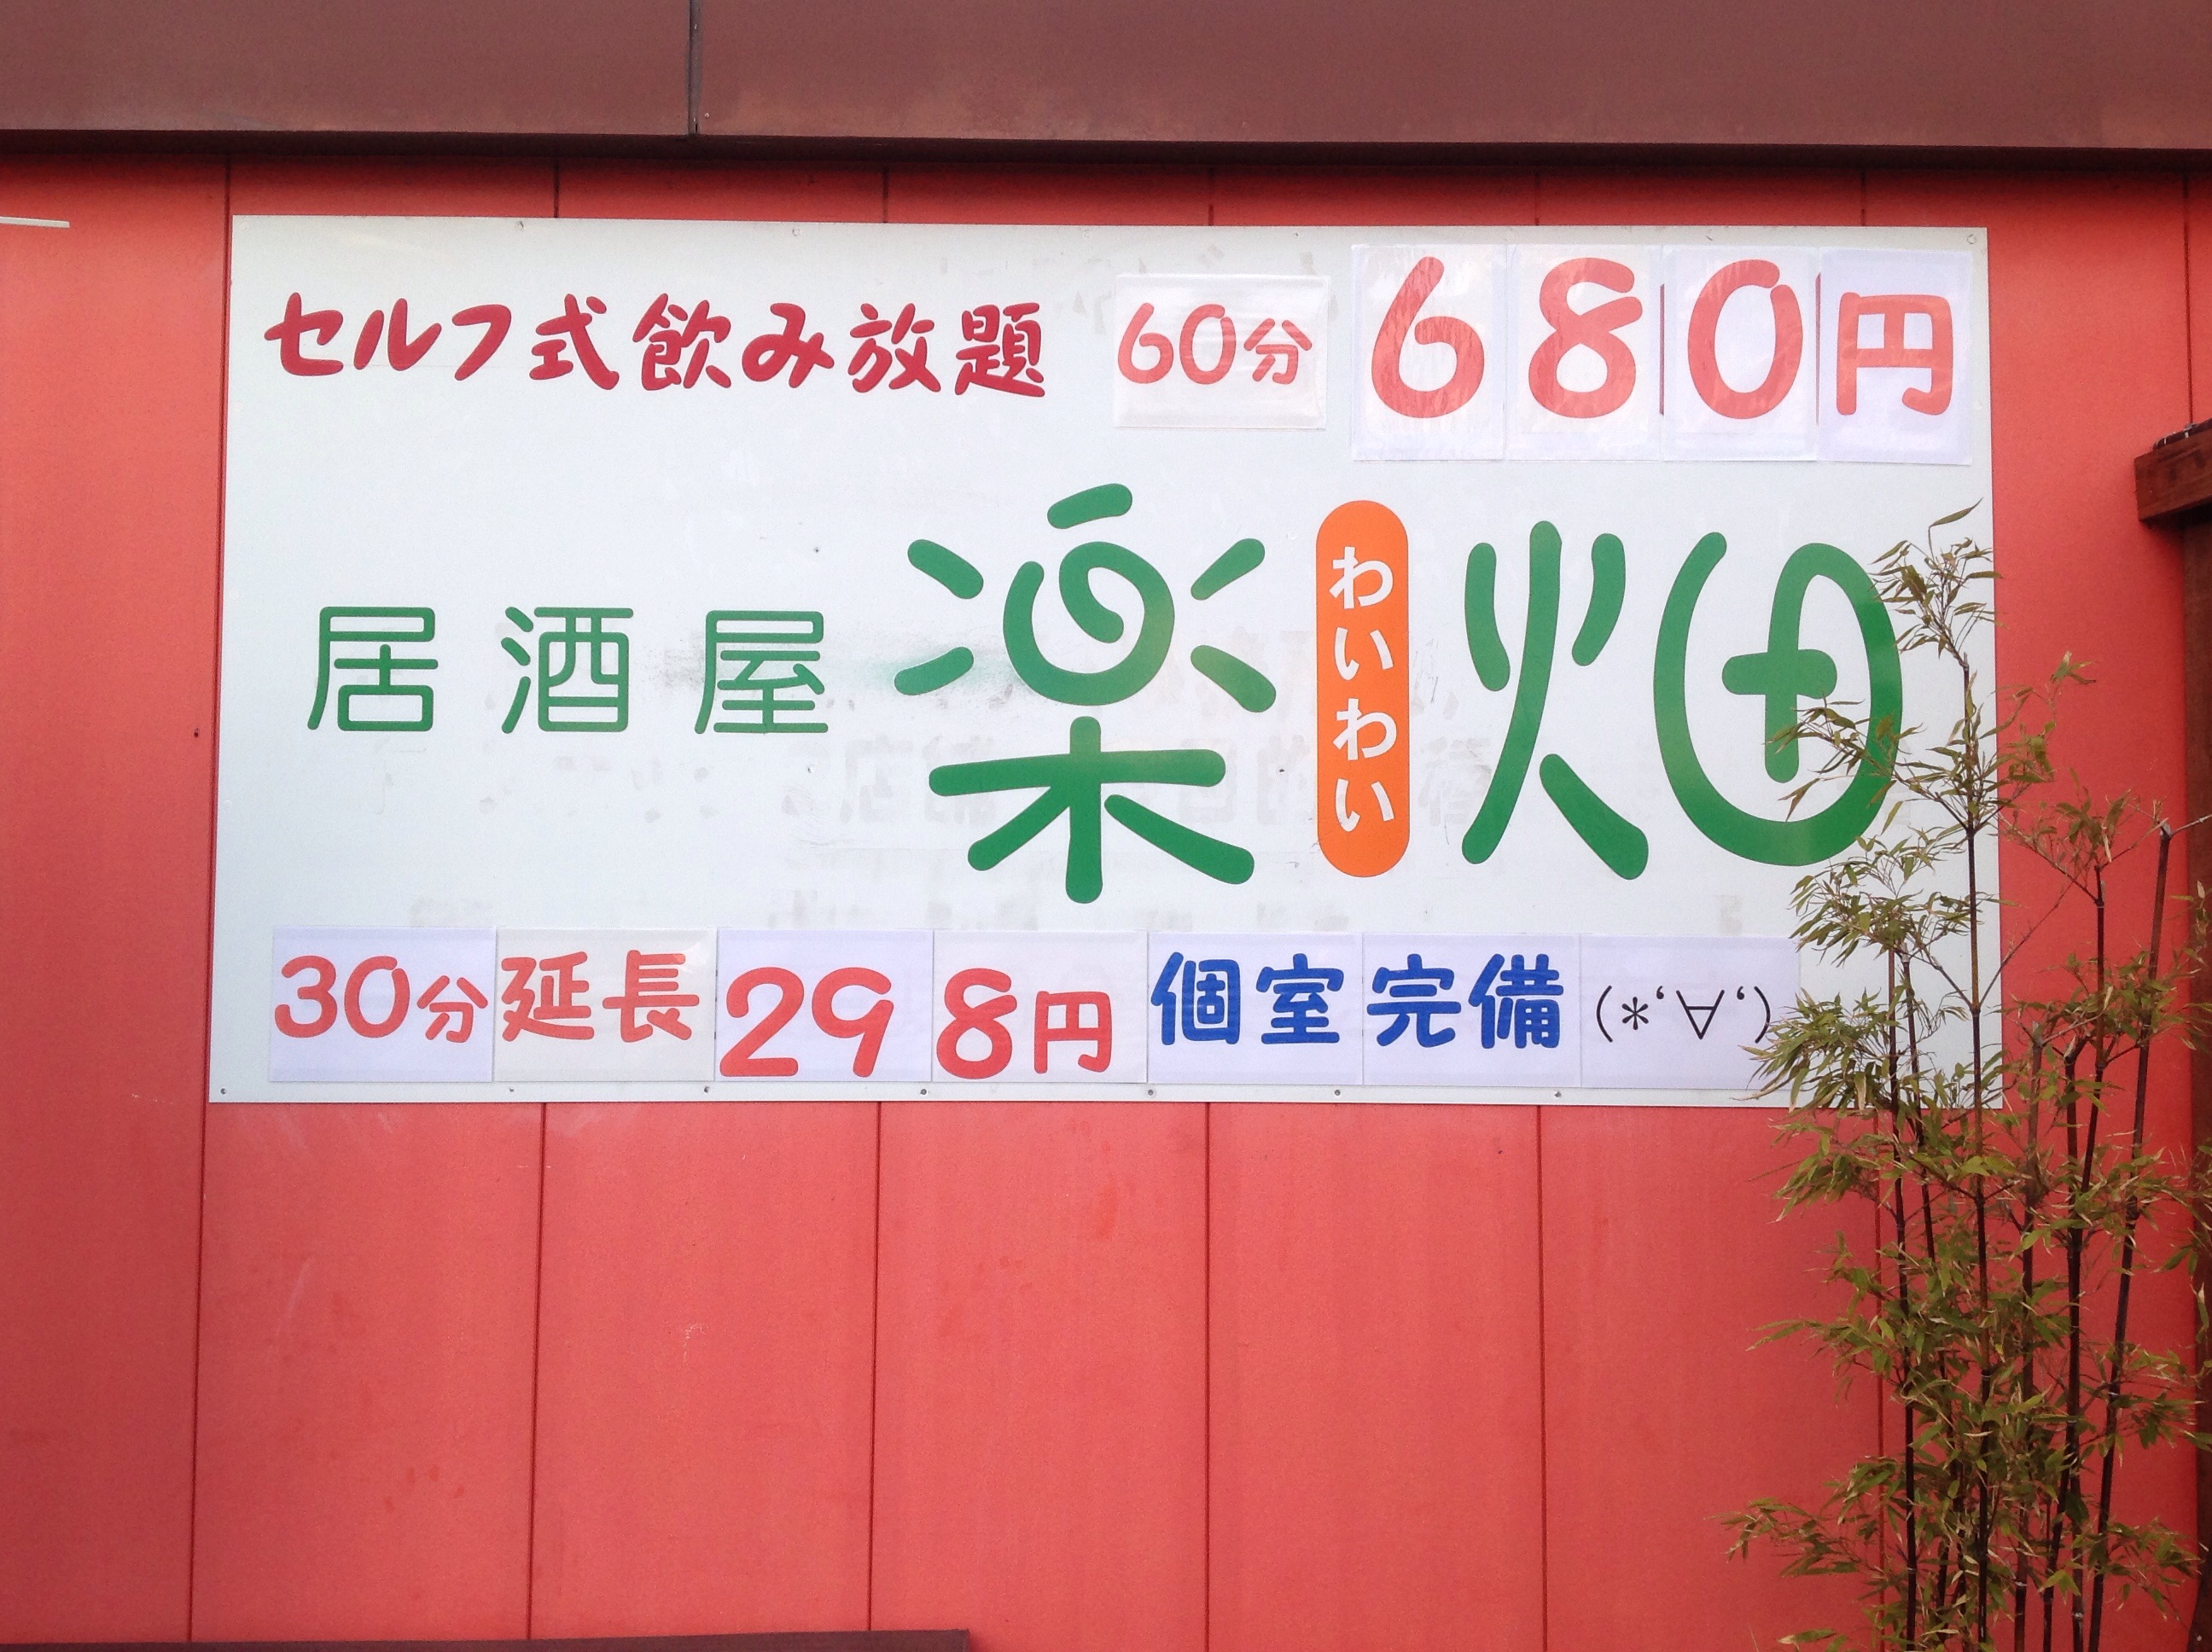 セルフ式飲み放題 60分 680円
居酒屋 楽 わいわい 畑
30分延長298円 個室完備 (*'∀')